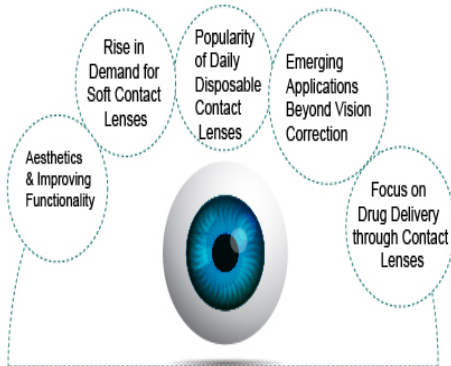 Aesthetics
& Improving
Functionality
Rise in
Demand for
Soft Contact
Lenses
Popularity
of Daily
Disposable
Contact
Lenses
Emerging
Applications
Beyond Vision
Correction
Focus on
Drug Delivery
through Contact
Lenses